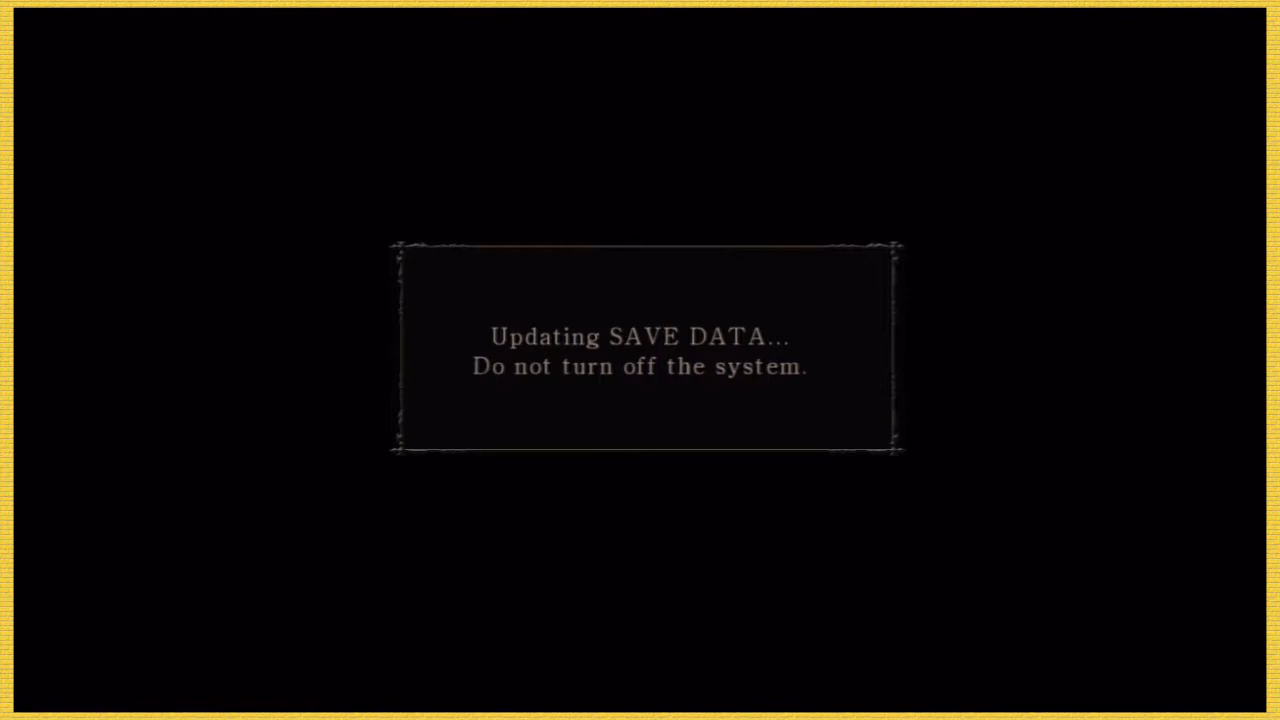 Updating SAVE DATA...
Do not turn off the system.